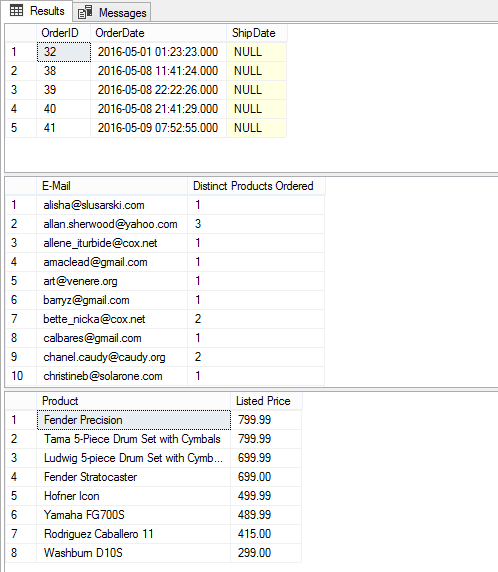 Results Messages
OrderID OrderDate ShipDate
1 32 2016-05-01 01:23:23.000 NULL
2 38 2016-05-08 11:41:24.000 NULL
3 39 2016-05-08 22:22:26.000 NULL
4 40 2016-05-08 21:41:29.000 NULL
5 41 2016-05-09 07:52:55.000 NULL
E-Mail Distinct Products Ordered
1 alisha@slusarski.com 1
2 allan.sherwood@yahoo.com 3
3 allene_iturbide@cox.net 1
4 amaclead@gmail.com 1
5 art@venere.org 1
6 barryz@gmail.com 1
7 bette_nicka@cox.net 2
8 calbares@gmail.com 1
9 chanel.caudy@caudy.org 2
10 christineb@solarone.com 1
Product Listed Price
1 Fender Precision 799.99
2 Tama 5-Piece Drum Set with Cymbals 799.99
3 Ludwig 5-piece Drum Set with Cymb... 699.99
4 Fender Stratocaster 699.00
5 Hofner Icon 499.99
6 Yamaha FG700S 489.99
7 Rodriguez Caballero 11 415.00
8 Washburn D10S 299.00